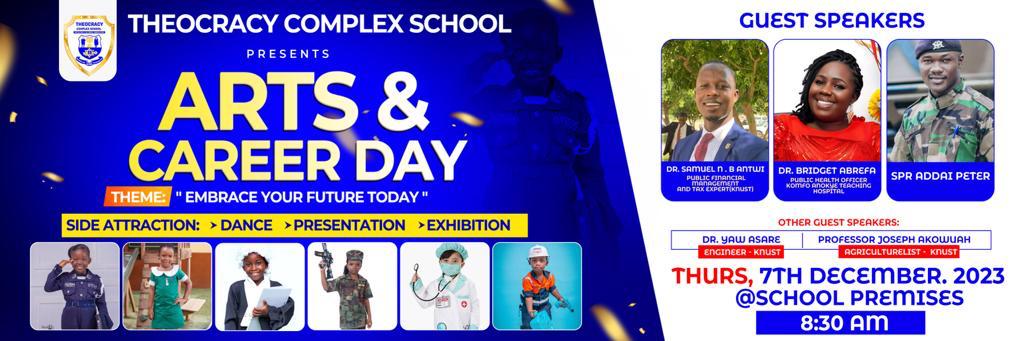 THEOCRACY
COMPLEX SCHOOL
THEOCRACY COMPLEX SCHOOL
PRESENTS
ARTS &
CAREER DAY
THEME: " EMBRACE YOUR FUTURE TODAY "
SIDE ATTRACTION: ➤ DANCE ➤ PRESENTATION ➤ EXHIBITION
GUEST SPEAKERS
DR. SAMUEL N . B ANTWI
PUBLIC FINANCIAL
MANAGEMENT
AND TAX EXPERT(KNUST)
DR. BRIDGET ABREFA
PUBLIC HEALTH OFFICER
KOMFO ANOKYE TEACHING
HOSPITAL
SPR ADDAI PETER
OTHER GUEST SPEAKERS:
DR. YAW ASARE
ENGINEER - KNUST
PROFESSOR JOSEPH AKOWUAH
AGRICULTURELIST - KNUST
THURS, 7TH DECEMBER. 2023
@SCHOOL PREMISES
8:30 AM